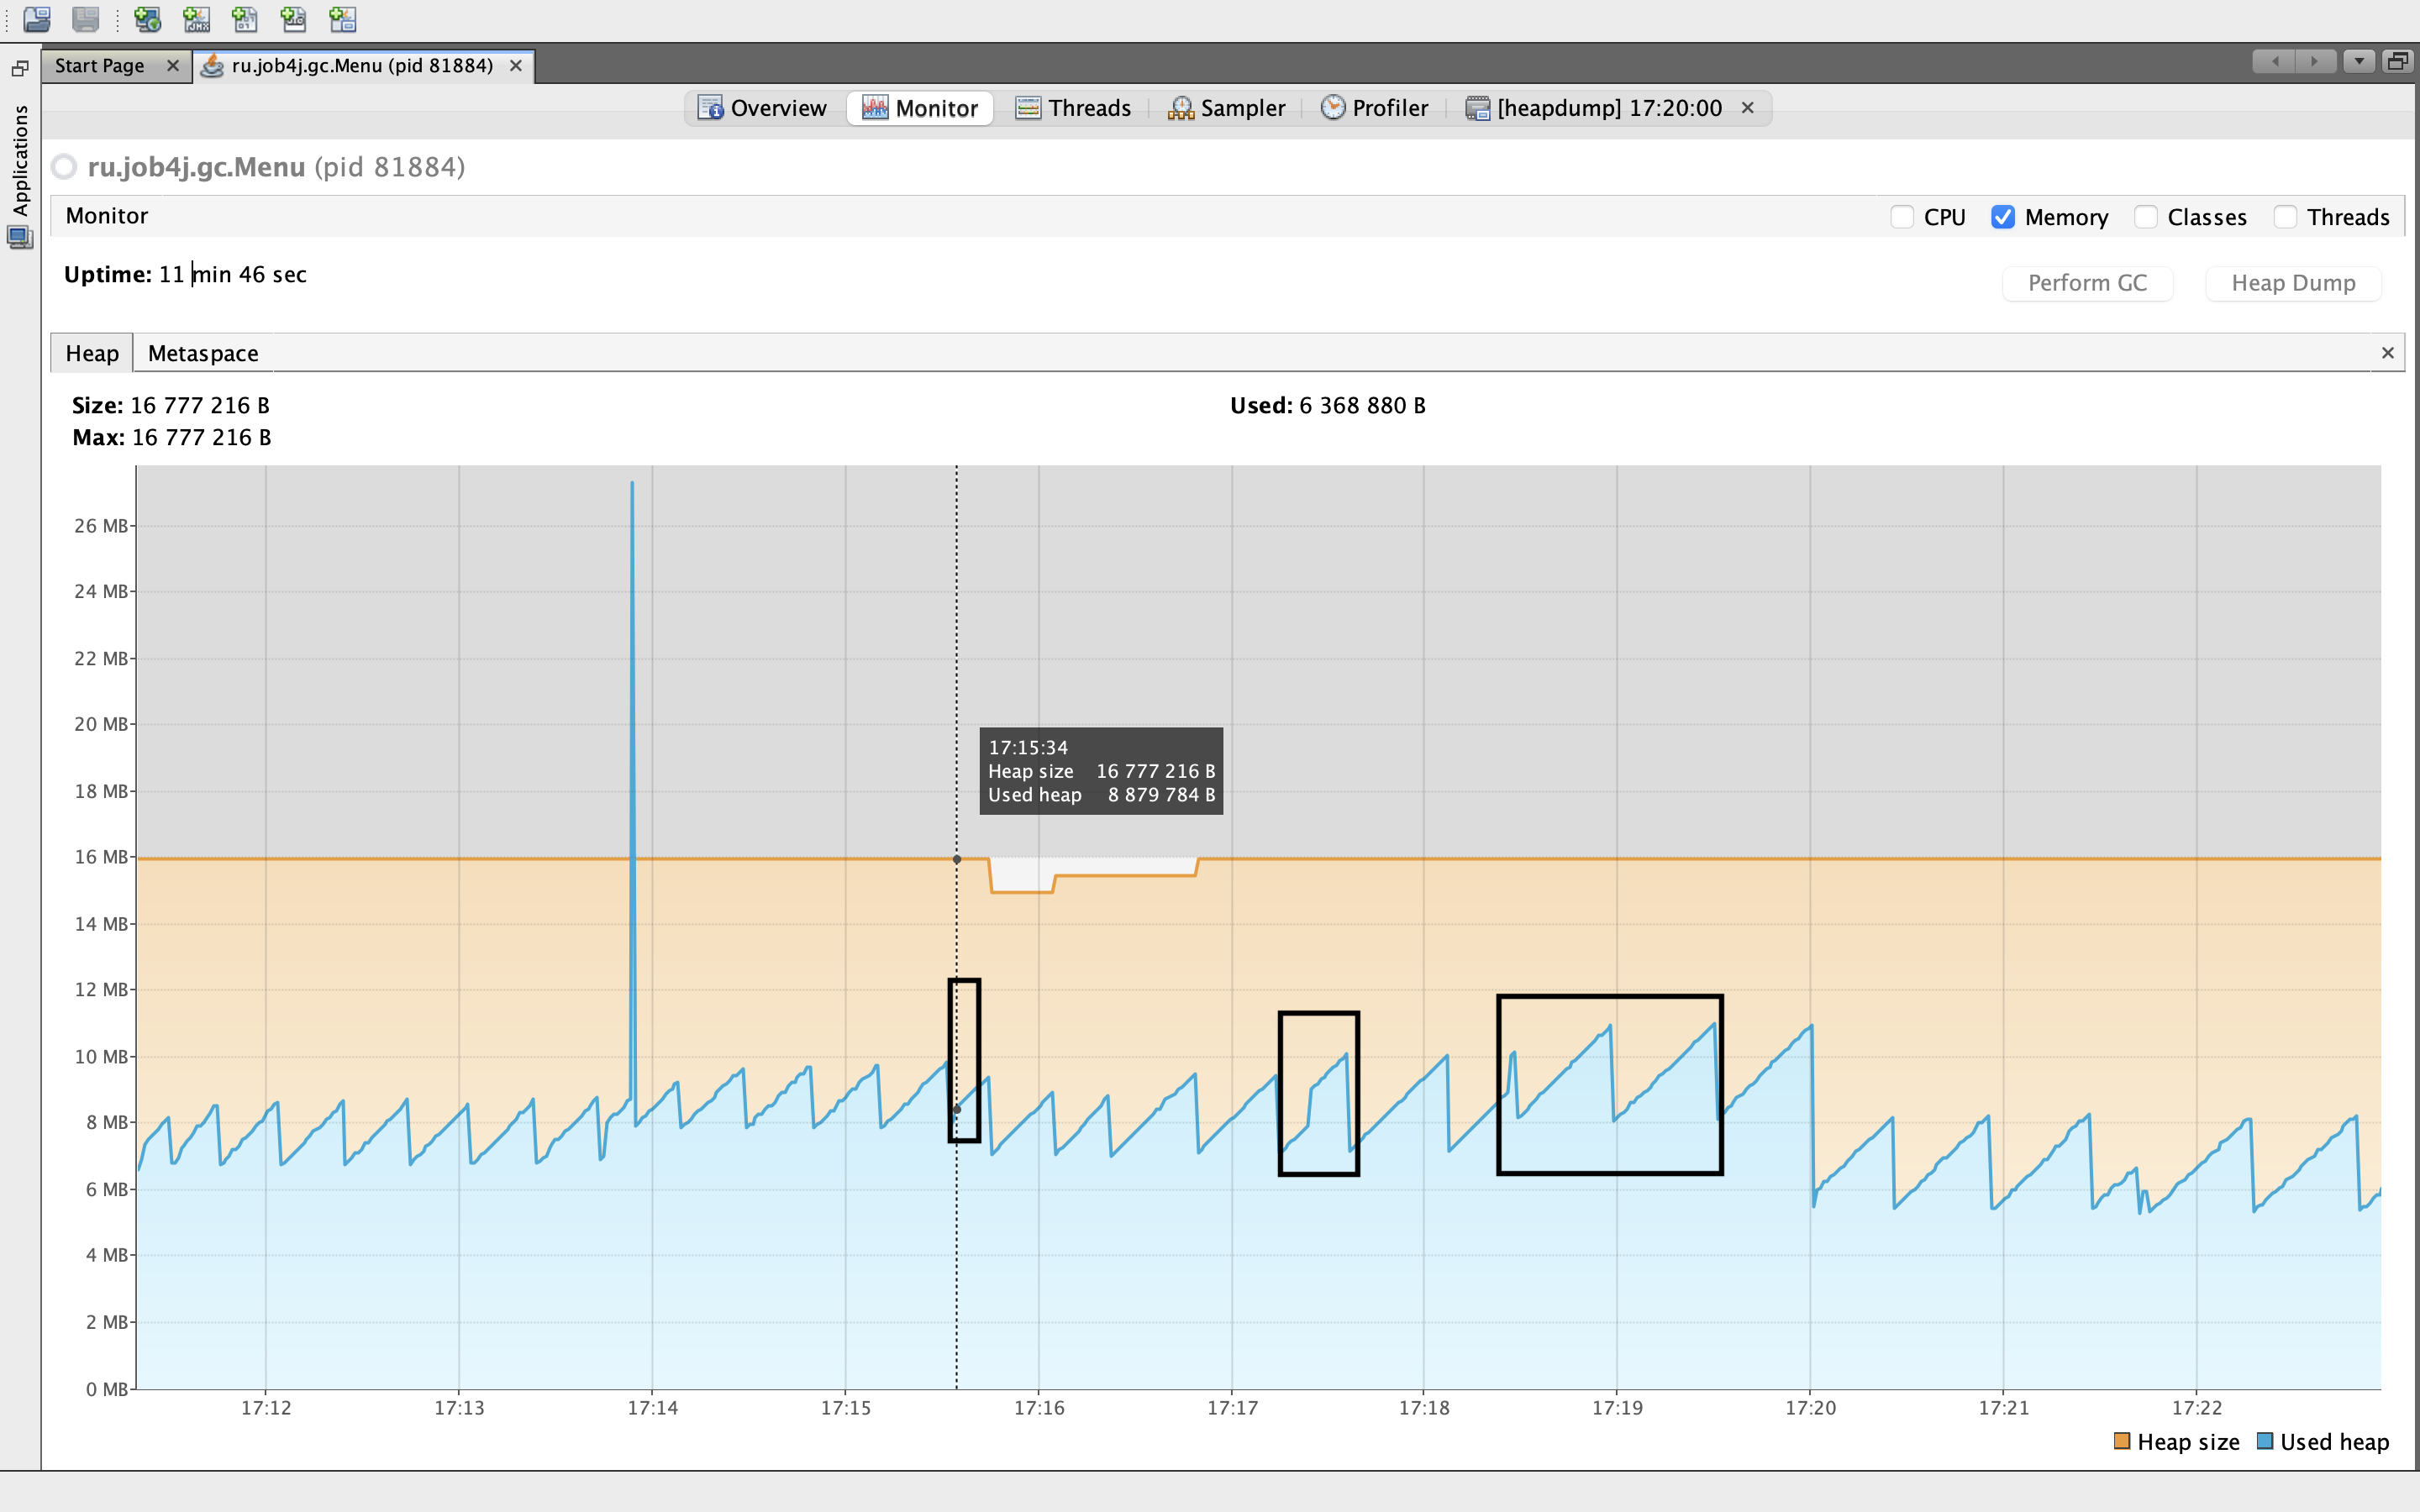 Start Page
ru.job4j.gc.Menu (pid 81884)
Applications
Overview
Monitor
Threads
Sampler
Profiler
[heapdump] 17:20:00
ru.job4j.gc.Menu (pid 81884)
Monitor
CPU
Memory
Classes
Threads
Uptime: 11 min 46 sec
Perform GC
Heap Dump
Heap
Metaspace
Size: 16 777 216 B
Used: 6 368 880 B
Max: 16 777 216 B
26 MB
24 MB
22 MB
20 MB
18 MB
16 MB
14 MB
12 MB
10 MB
8 MB
6 MB
4 MB
2 MB
0 MB
17:15:34
Heap size 16 777 216 B
Used heap 8 879 784 B
17:12
17:13
17:14
17:15
17:16
17:17
17:18
17:19
17:20
17:21
17:22
Heap size
Used heap